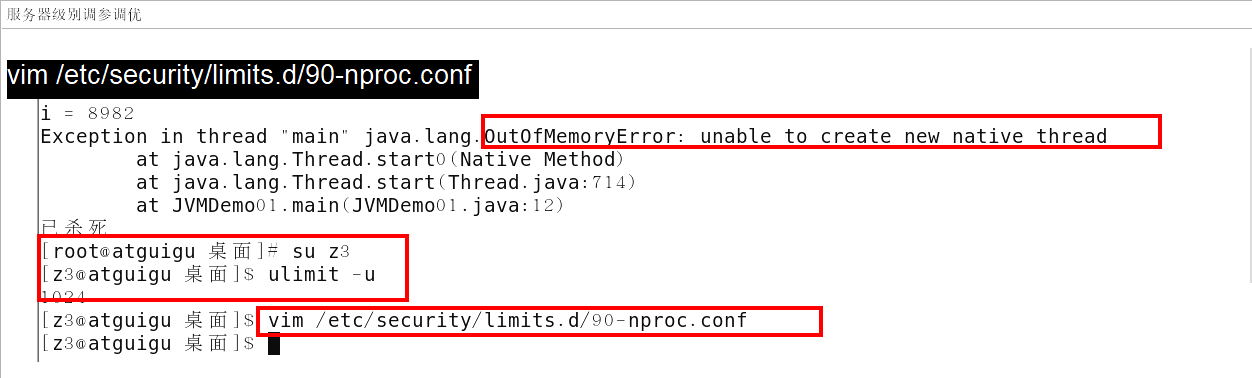 服务器级别调参调优
vim /etc/security/limits.d/90-nproc.conf
i = 8982
Exception in thread "main" java.lang.OutOfMemoryError: unable to create new native thread
at java.lang.Thread.start0(Native Method)
at java.lang.Thread.start(Thread.java:714)
at JVMDemo01.main(JVMDemo01.java:12)
已杀死
[root@atguigu 桌面]# su z3
[z3@atguigu 桌面]$ ulimit -u
1024
[z3@atguigu 桌面]$ vim /etc/security/limits.d/90-nproc.conf
[z3@atguigu 桌面]$